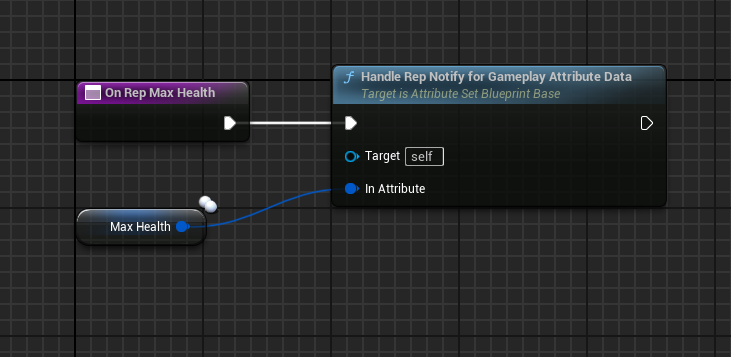 On Rep Max Health
Handle Rep Notify for Gameplay Attribute Data
Target is Attribute Set Blueprint Base
Target self
In Attribute
Max Health